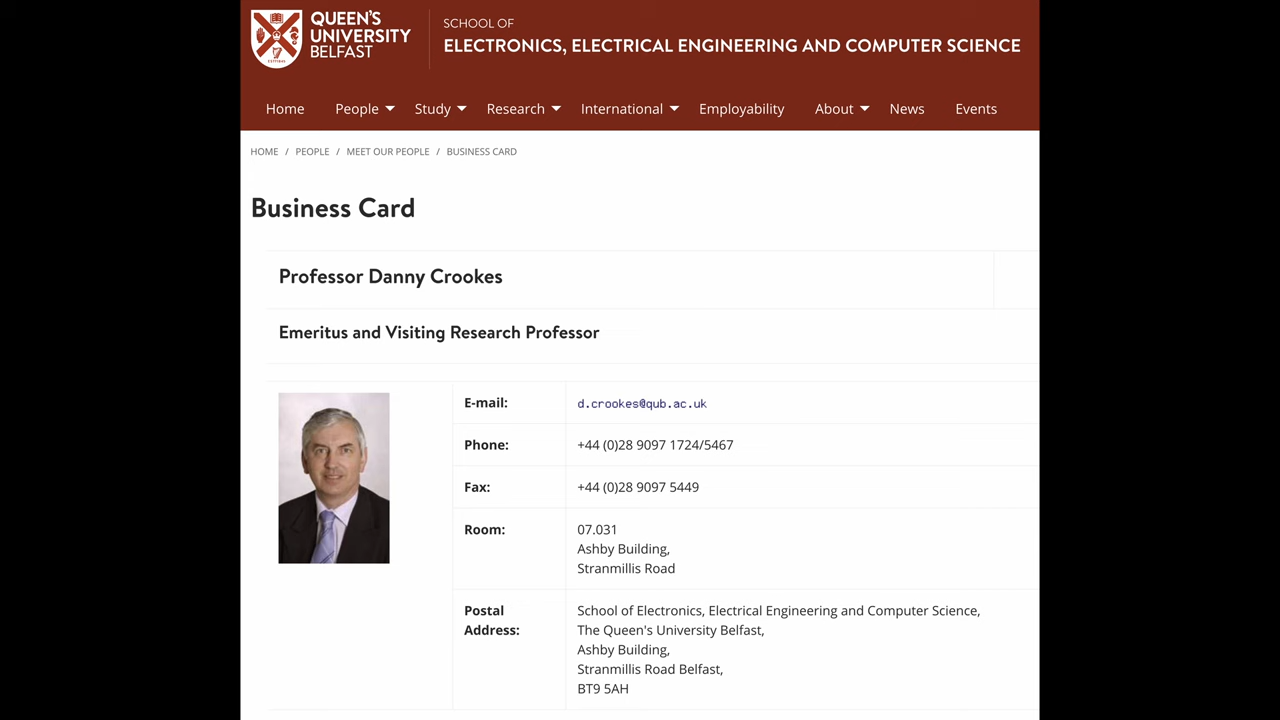 QUEEN'S
UNIVERSITY
BELFAST
SCHOOL OF
ELECTRONICS, ELECTRICAL ENGINEERING AND COMPUTER SCIENCE
Home People Study Research International Employability About News Events
HOME / PEOPLE / MEET OUR PEOPLE / BUSINESS CARD
Business Card
Professor Danny Crookes
Emeritus and Visiting Research Professor
E-mail: d.crookes@qub.ac.uk
Phone: +44 (0)28 9097 1724/5467
Fax: +44 (0)28 9097 5449
Room: 07.031
Ashby Building,
Stranmillis Road
Postal Address: School of Electronics, Electrical Engineering and Computer Science,
The Queen's University Belfast,
Ashby Building,
Stranmillis Road Belfast,
BT9 5AH